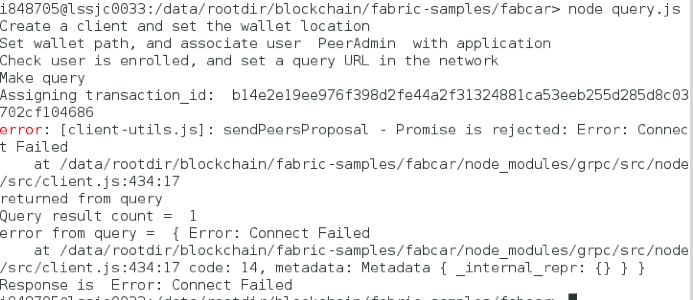 i848705@lssjc0033:/data/rootdir/blockchain/fabric-samples/fabcar> node query.js
Create a client and set the wallet location
Set wallet path, and associate user  PeerAdmin  with application
Check user is enrolled, and set a query URL in the network
Make query
Assigning transaction_id:  b14e2e19ee976f398d2fe44a2f31324881ca53eeb255d285d8c03
702cf104686
error: [client-utils.js]: sendPeersProposal - Promise is rejected: Error: Connec
t Failed
    at /data/rootdir/blockchain/fabric-samples/fabcar/node_modules/grpc/src/node
/src/client.js:434:17
returned from query
Query result count =  1
error from query =  { Error: Connect Failed
    at /data/rootdir/blockchain/fabric-samples/fabcar/node_modules/grpc/src/node
/src/client.js:434:17 code: 14, metadata: Metadata { _internal_repr: {} } }
Response is  Error: Connect Failed
i848705@lssjc0033:/data/rootdir/blockchain/fabric-samples/fabcar>